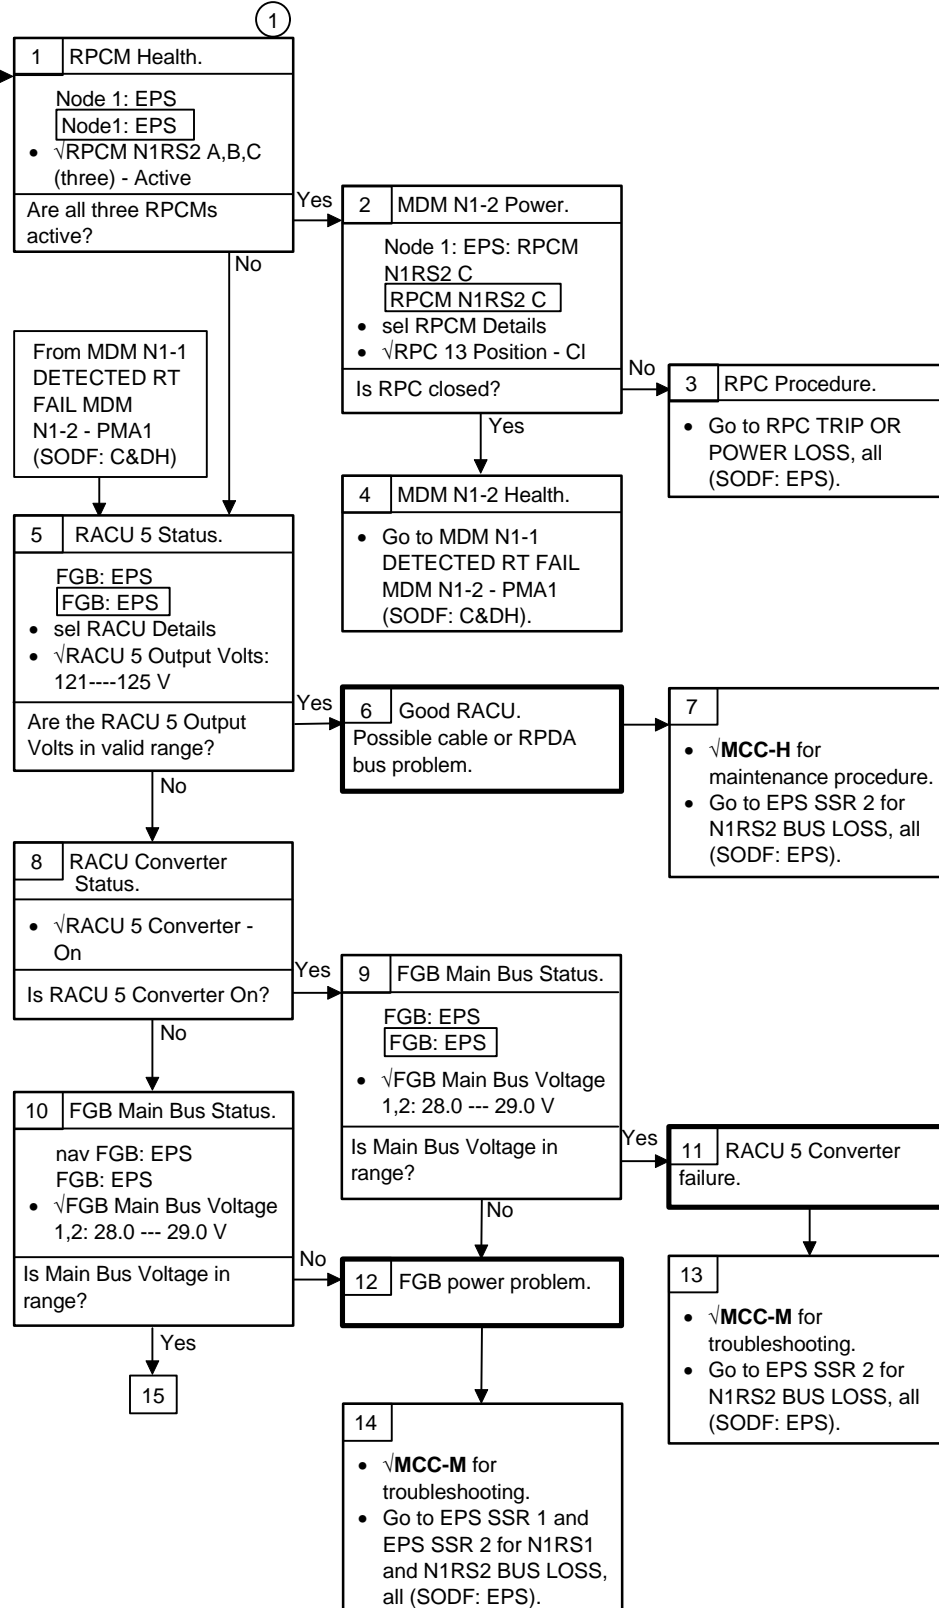 1
1 RPCM Health.
Node 1: EPS
Node1: EPS
• √RPCM N1RS2 A,B,C
(three) - Active
Are all three RPCMs
active?
Yes
No
2 MDM N1-2 Power.
Node 1: EPS: RPCM
N1RS2 C
RPCM N1RS2 C
• sel RPCM Details
• √RPC 13 Position - Cl
Is RPC closed?
No
Yes
3 RPC Procedure.
• Go to RPC TRIP OR
POWER LOSS, all
(SODF: EPS).
4 MDM N1-2 Health.
• Go to MDM N1-1
DETECTED RT FAIL
MDM N1-2 - PMA1
(SODF: C&DH).
From MDM N1-1
DETECTED RT
FAIL MDM
N1-2 - PMA1
(SODF: C&DH)
5 RACU 5 Status.
FGB: EPS
FGB: EPS
• sel RACU Details
• √RACU 5 Output Volts:
121----125 V
Are the RACU 5 Output
Volts in valid range?
Yes
No
6 Good RACU.
Possible cable or RPDA
bus problem.
7
• √MCC-H for
maintenance procedure.
• Go to EPS SSR 2 for
N1RS2 BUS LOSS, all
(SODF: EPS).
8 RACU Converter
Status.
• √RACU 5 Converter -
On
Is RACU 5 Converter On?
Yes
No
9 FGB Main Bus Status.
FGB: EPS
FGB: EPS
• √FGB Main Bus Voltage
1,2: 28.0 --- 29.0 V
Is Main Bus Voltage in
range?
Yes
No
10 FGB Main Bus Status.
nav FGB: EPS
FGB: EPS
• √FGB Main Bus Voltage
1,2: 28.0 --- 29.0 V
Is Main Bus Voltage in
range?
No
Yes
15
11 RACU 5 Converter
failure.
12 FGB power problem.
13
• √MCC-M for
troubleshooting.
• Go to EPS SSR 2 for
N1RS2 BUS LOSS, all
(SODF: EPS).
14
• √MCC-M for
troubleshooting.
• Go to EPS SSR 1 and
EPS SSR 2 for N1RS1
and N1RS2 BUS LOSS,
all (SODF: EPS).